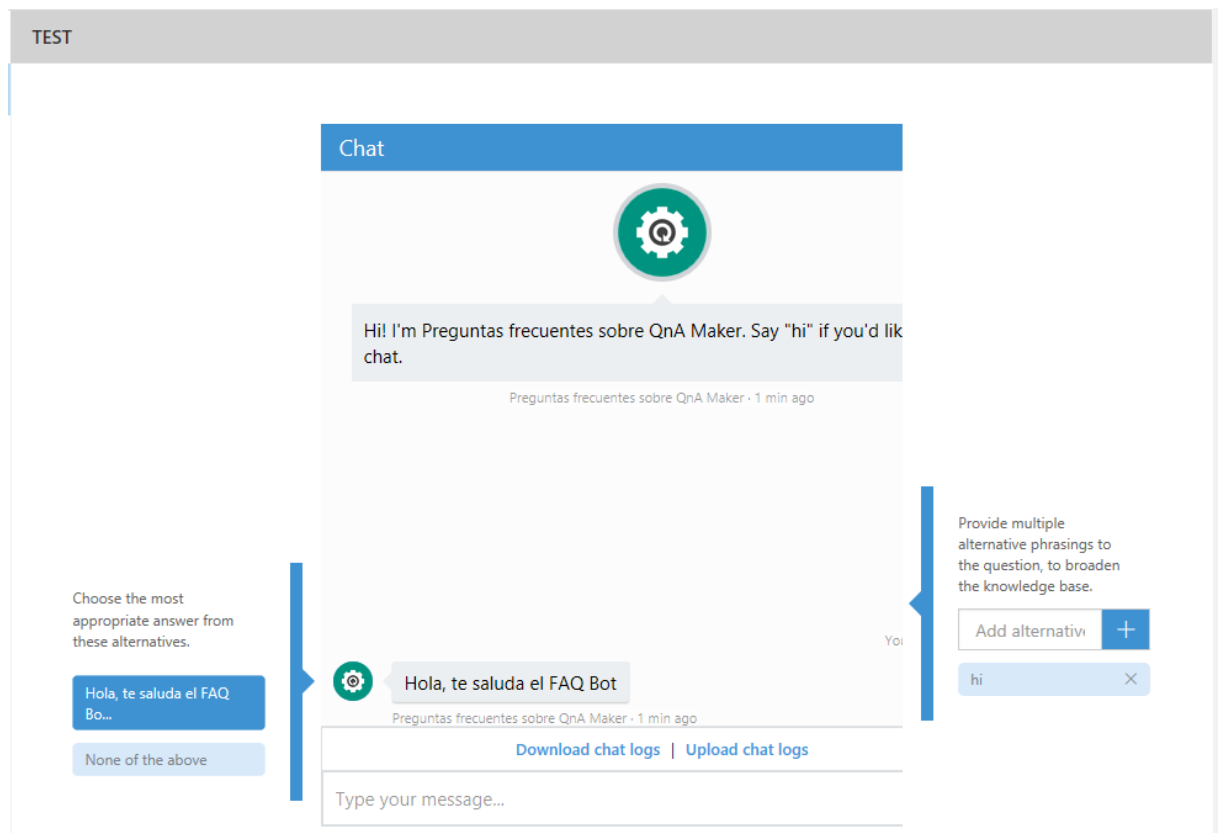 TEST
Chat
Hi! I'm Preguntas frecuentes sobre QnA Maker. Say "hi" if you'd lik
chat.
Preguntas frecuentes sobre QnA Maker · 1 min ago
Choose the most
appropriate answer from
these alternatives.
Hola, te saluda el FAQ
Bo...
None of the above
You
Hola, te saluda el FAQ Bot
Preguntas frecuentes sobre QnA Maker · 1 min ago
Download chat logs | Upload chat logs
Type your message...
Provide multiple
alternative phrasings to
the question, to broaden
the knowledge base.
Add alternativ
hi